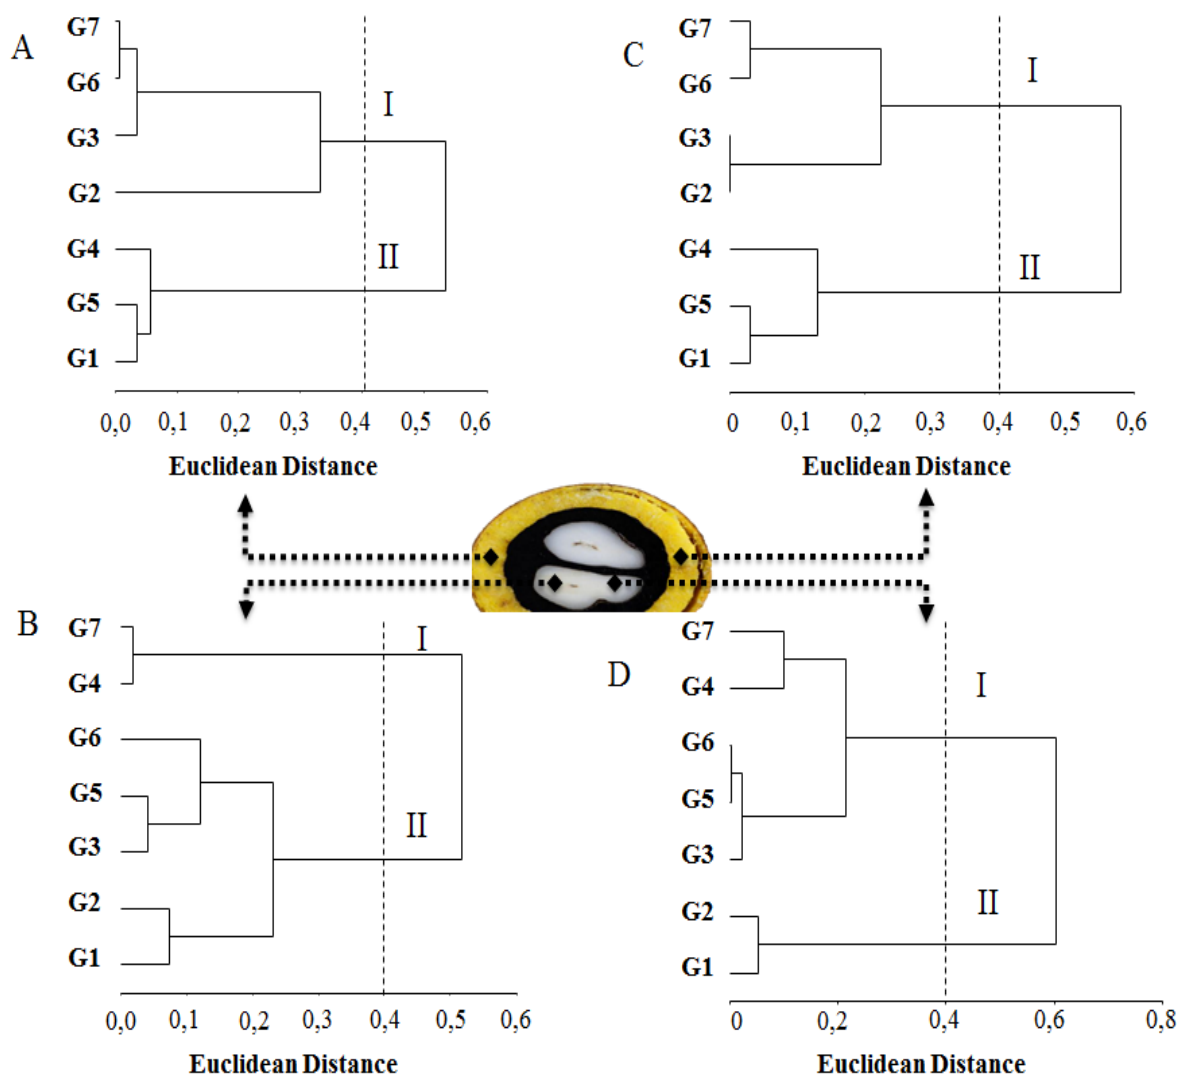 A
G7
G6
G3
G2
G4
G5
G1
I
II
0,0 0,1 0,2 0,3 0,4 0,5 0,6
Euclidean Distance
C
G7
G6
G3
G2
G4
G5
G1
I
II
0 0,1 0,2 0,3 0,4 0,5 0,6
Euclidean Distance
B
G7
G4
G6
G5
G3
G2
G1
I
II
0,0 0,1 0,2 0,3 0,4 0,5 0,6
Euclidean Distance
D
G7
G4
G6
G5
G3
G2
G1
I
II
0 0,2 0,4 0,6 0,8
Euclidean Distance